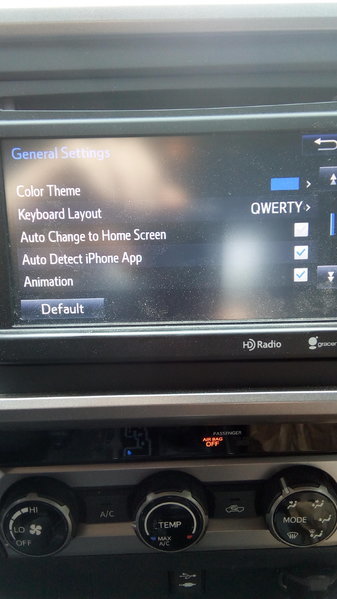 General Settings
Color Theme
Keyboard Layout QWERTY
Auto Change to Home Screen
Auto Detect iPhone App
Animation
Default
HD Radio gracen
PASSENGER
AIR BAG
OFF
HI
LO
OFF
A/C
TEMP
MAX
A/C
MODE